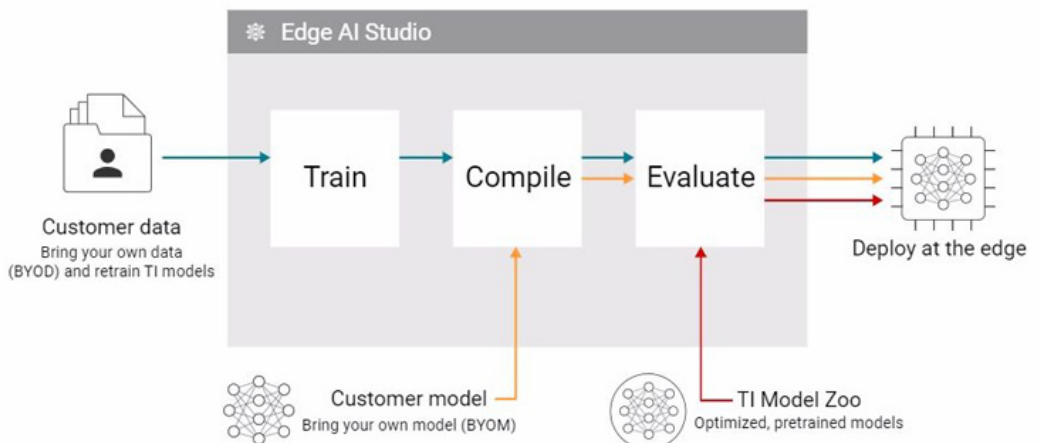 Edge AI Studio
Train
Compile
Evaluate
Customer data
Bring your own data
(BYOD) and retrain TI models
Deploy at the edge
Customer model
Bring your own model (BYOM)
TI Model Zoo
Optimized, pretrained models